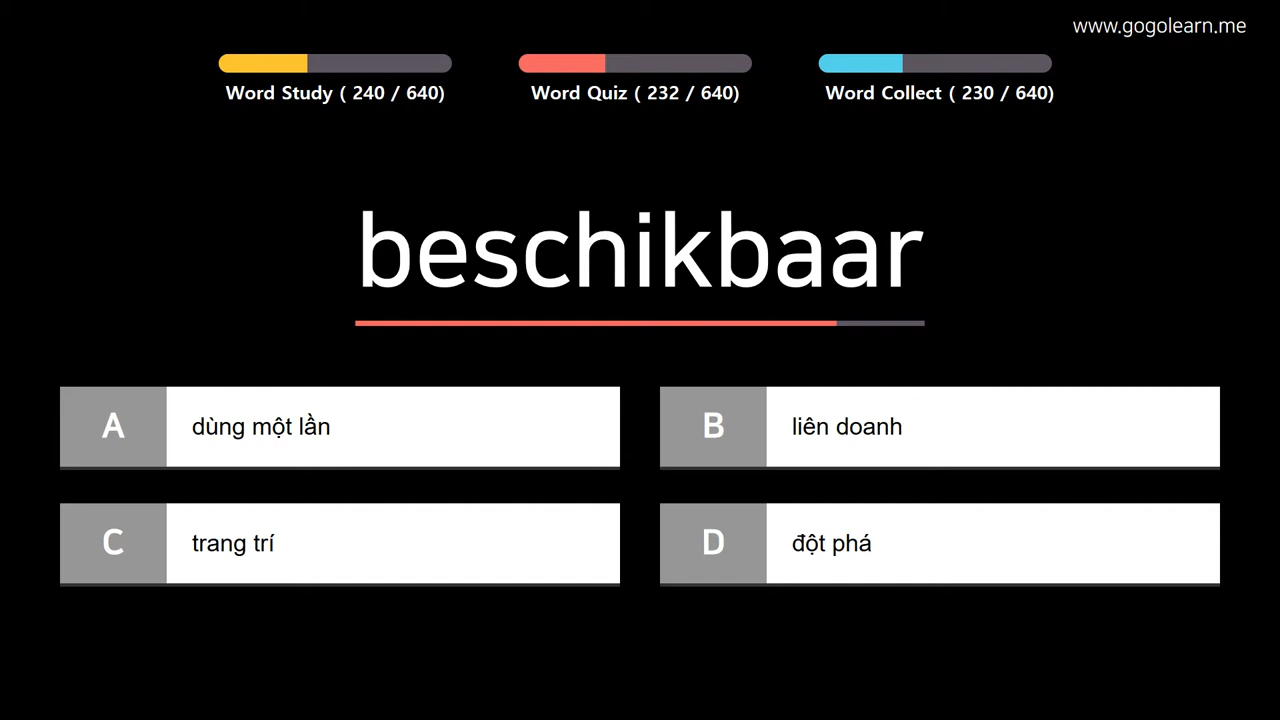 www.gogolearn.me
Word Study ( 240 / 640)
Word Quiz ( 232 / 640)
Word Collect ( 230 / 640)
beschikbaar
A
dùng một lần
B
liên doanh
C
trang trí
D
đột phá